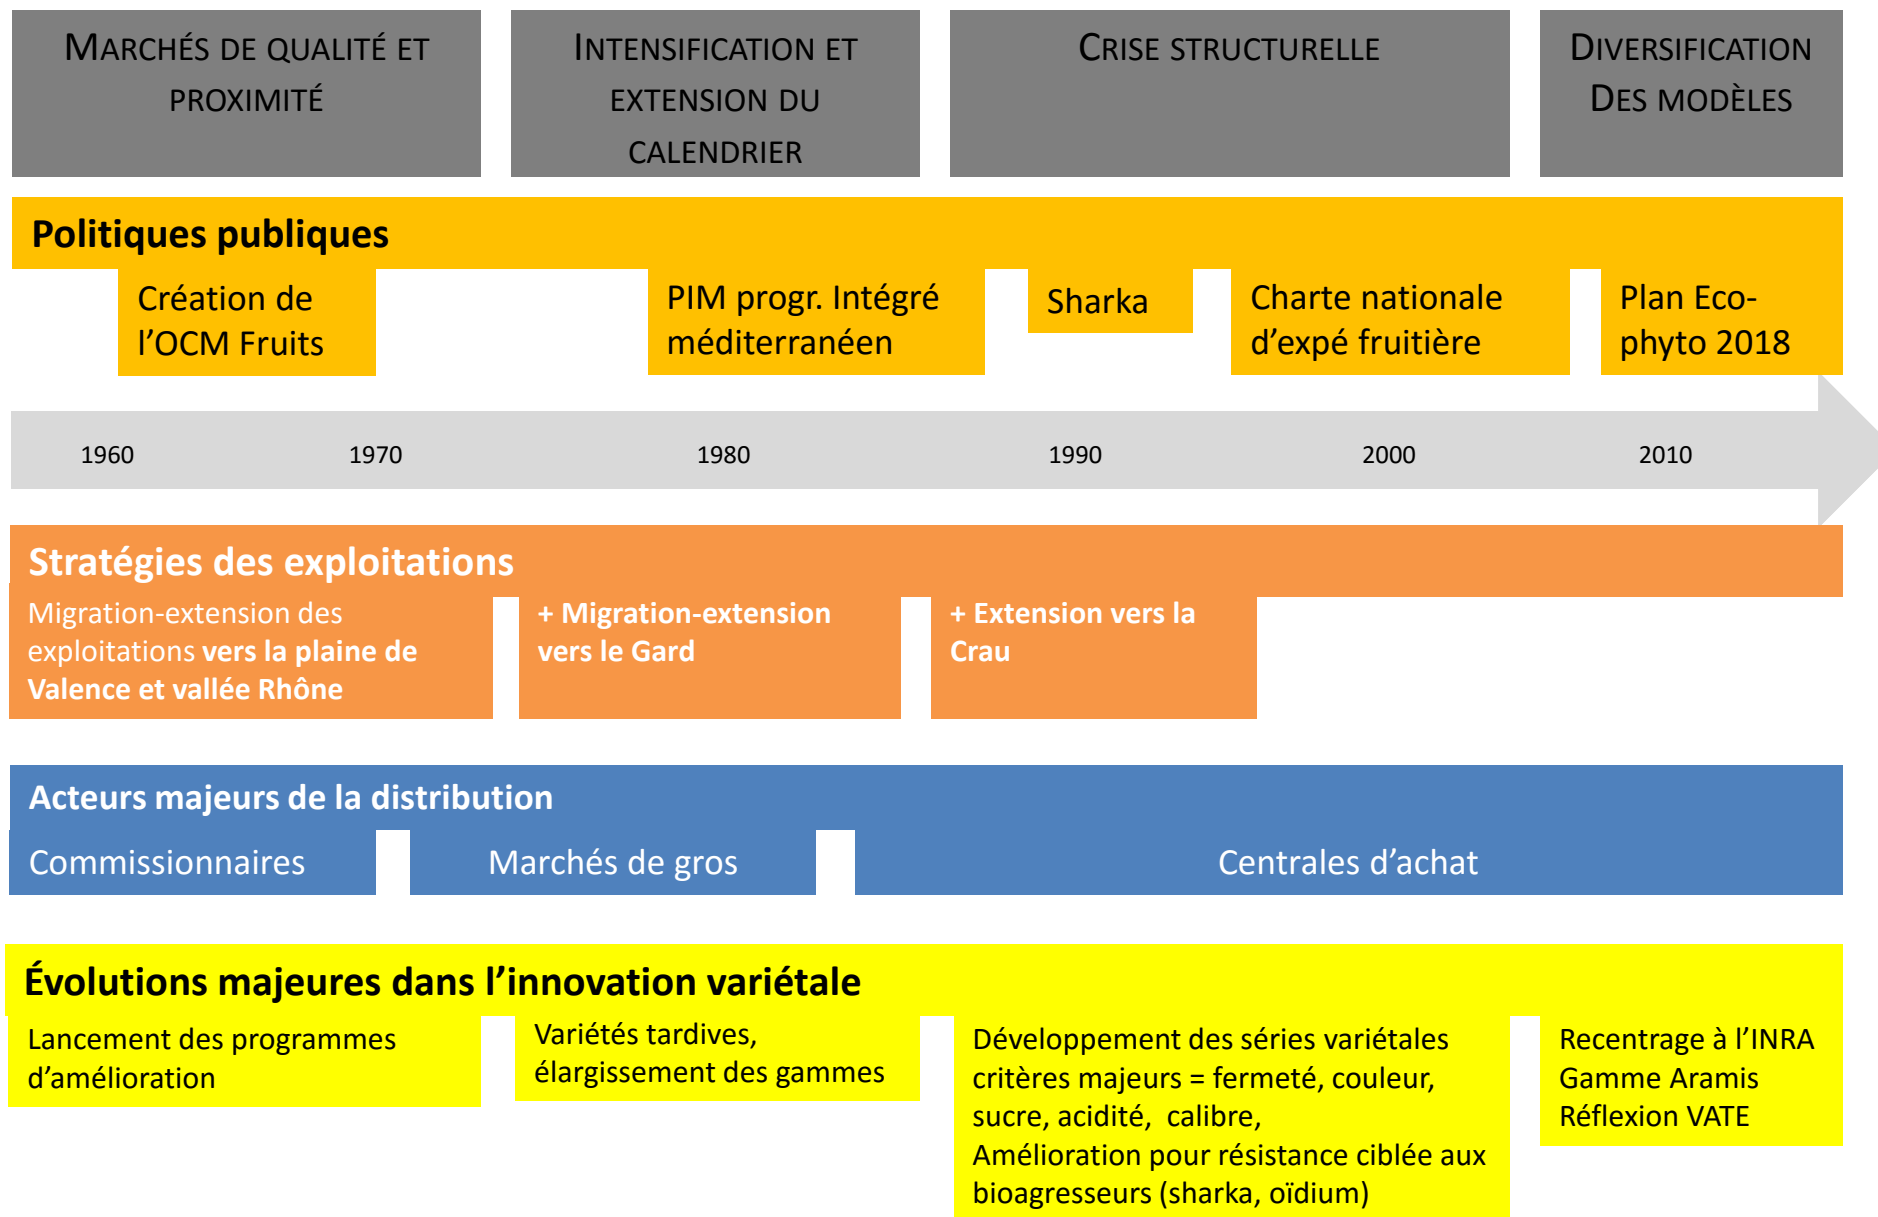 MARCHÉS DE QUALITÉ ET
PROXIMITÉ
INTENSIFICATION ET
EXTENSION DU
CALENDRIER
CRISE STRUCTURELLE
DIVERSIFICATION
DES MODÈLES
Politiques publiques
Création de
l’OCM Fruits
PIM progr. Intégré
méditerranéen
Sharka
Charte nationale
d’expé fruitière
Plan Eco-
phyto 2018
1960
1970
1980
1990
2000
2010
Stratégies des exploitations
Migration-extension des
exploitations vers la plaine de
Valence et vallée Rhône
+ Migration-extension
vers le Gard
+ Extension vers la
Crau
Acteurs majeurs de la distribution
Commissionnaires
Marchés de gros
Centrales d’achat
Évolutions majeures dans l’innovation variétale
Lancement des programmes
d’amélioration
Variétés tardives,
élargissement des gammes
Développement des séries variétales
critères majeurs = fermeté, couleur,
sucre, acidité, calibre,
Amélioration pour résistance ciblée aux
bioagresseurs (sharka, oïdium)
Recentrage à l’INRA
Gamme Aramis
Réflexion VATE